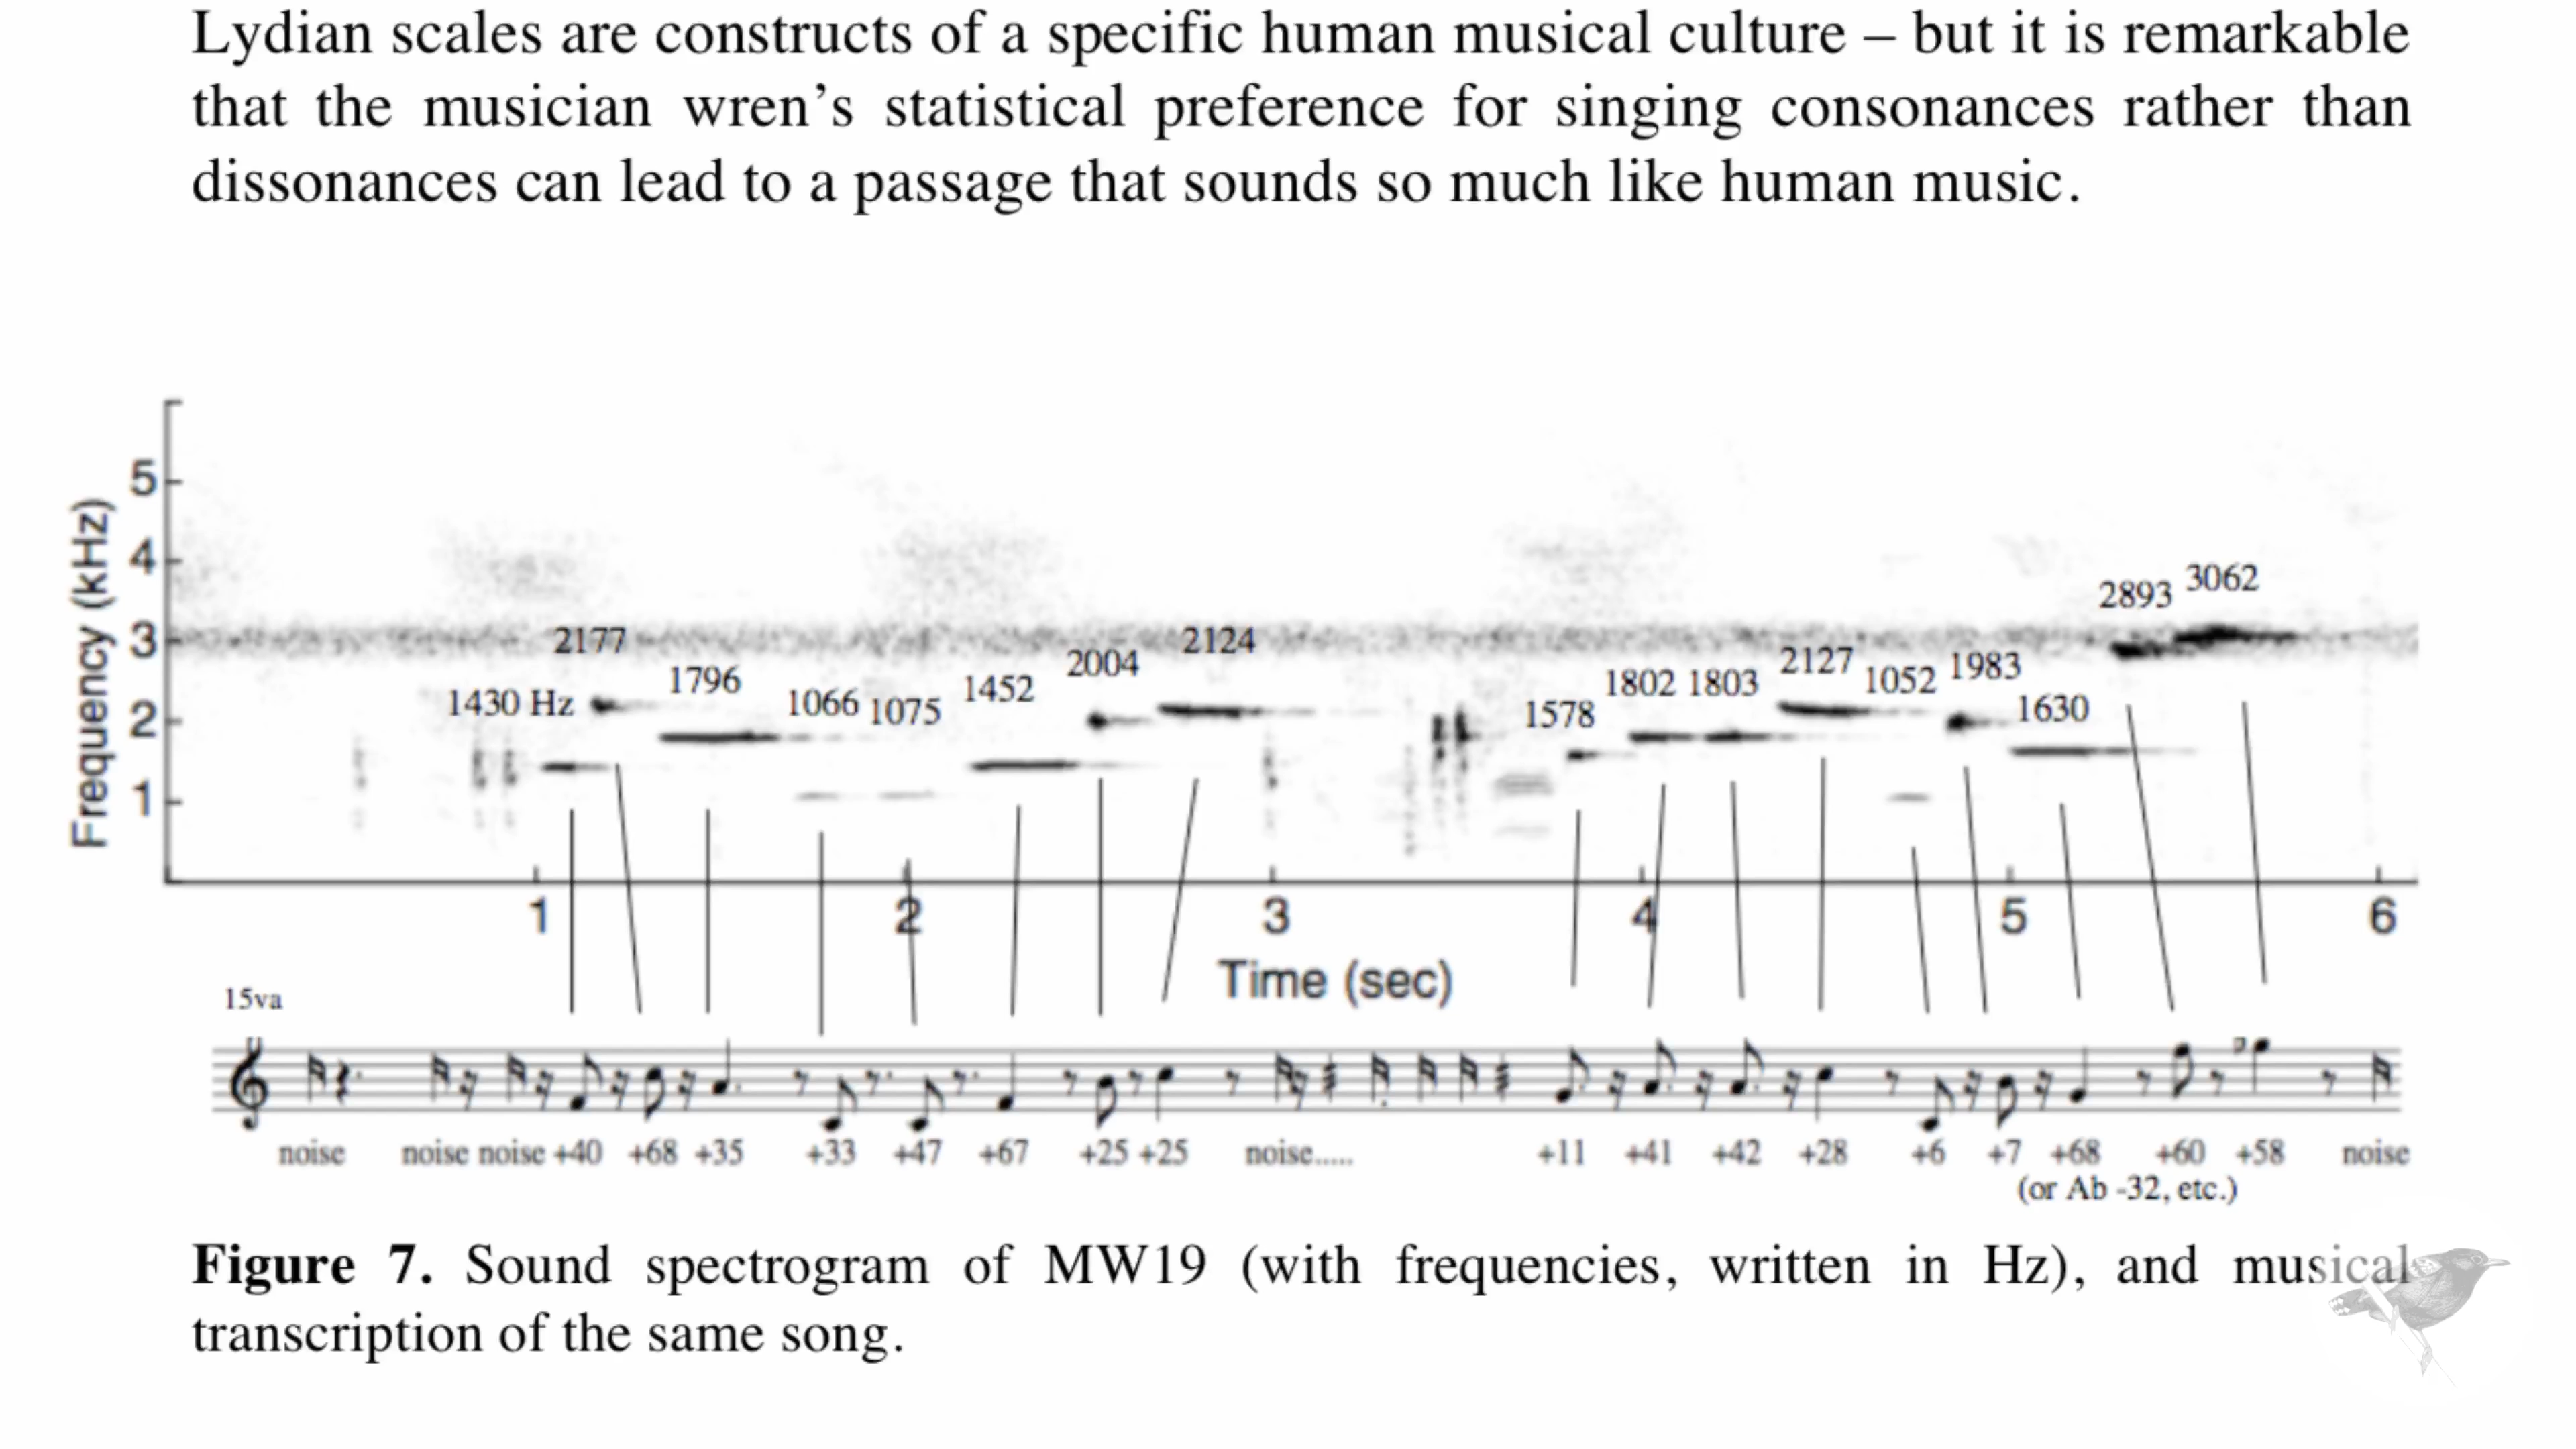 Lydian scales are constructs of a specific human musical culture – but it is remarkable
that the musician wren's statistical preference for singing consonances rather than
dissonances can lead to a passage that sounds so much like human music.
Frequency (kHz)
5
4
3
2
1
1430 Hz
2177
1796
1066
1075
1452
2004
2124
1578
1802
1803
2127
1052
1983
1630
2893
3062
1 2 3 4 5 6
Time (sec)
15va
noise noise noise +40 +68 +35 +33 +47 +67 +25 +25 noise..... +11 +41 +42 +28 +6 +7 +68 +60 +58 noise
(or Ab -32, etc.)
Figure 7. Sound spectrogram of MW19 (with frequencies, written in Hz), and musical
transcription of the same song.